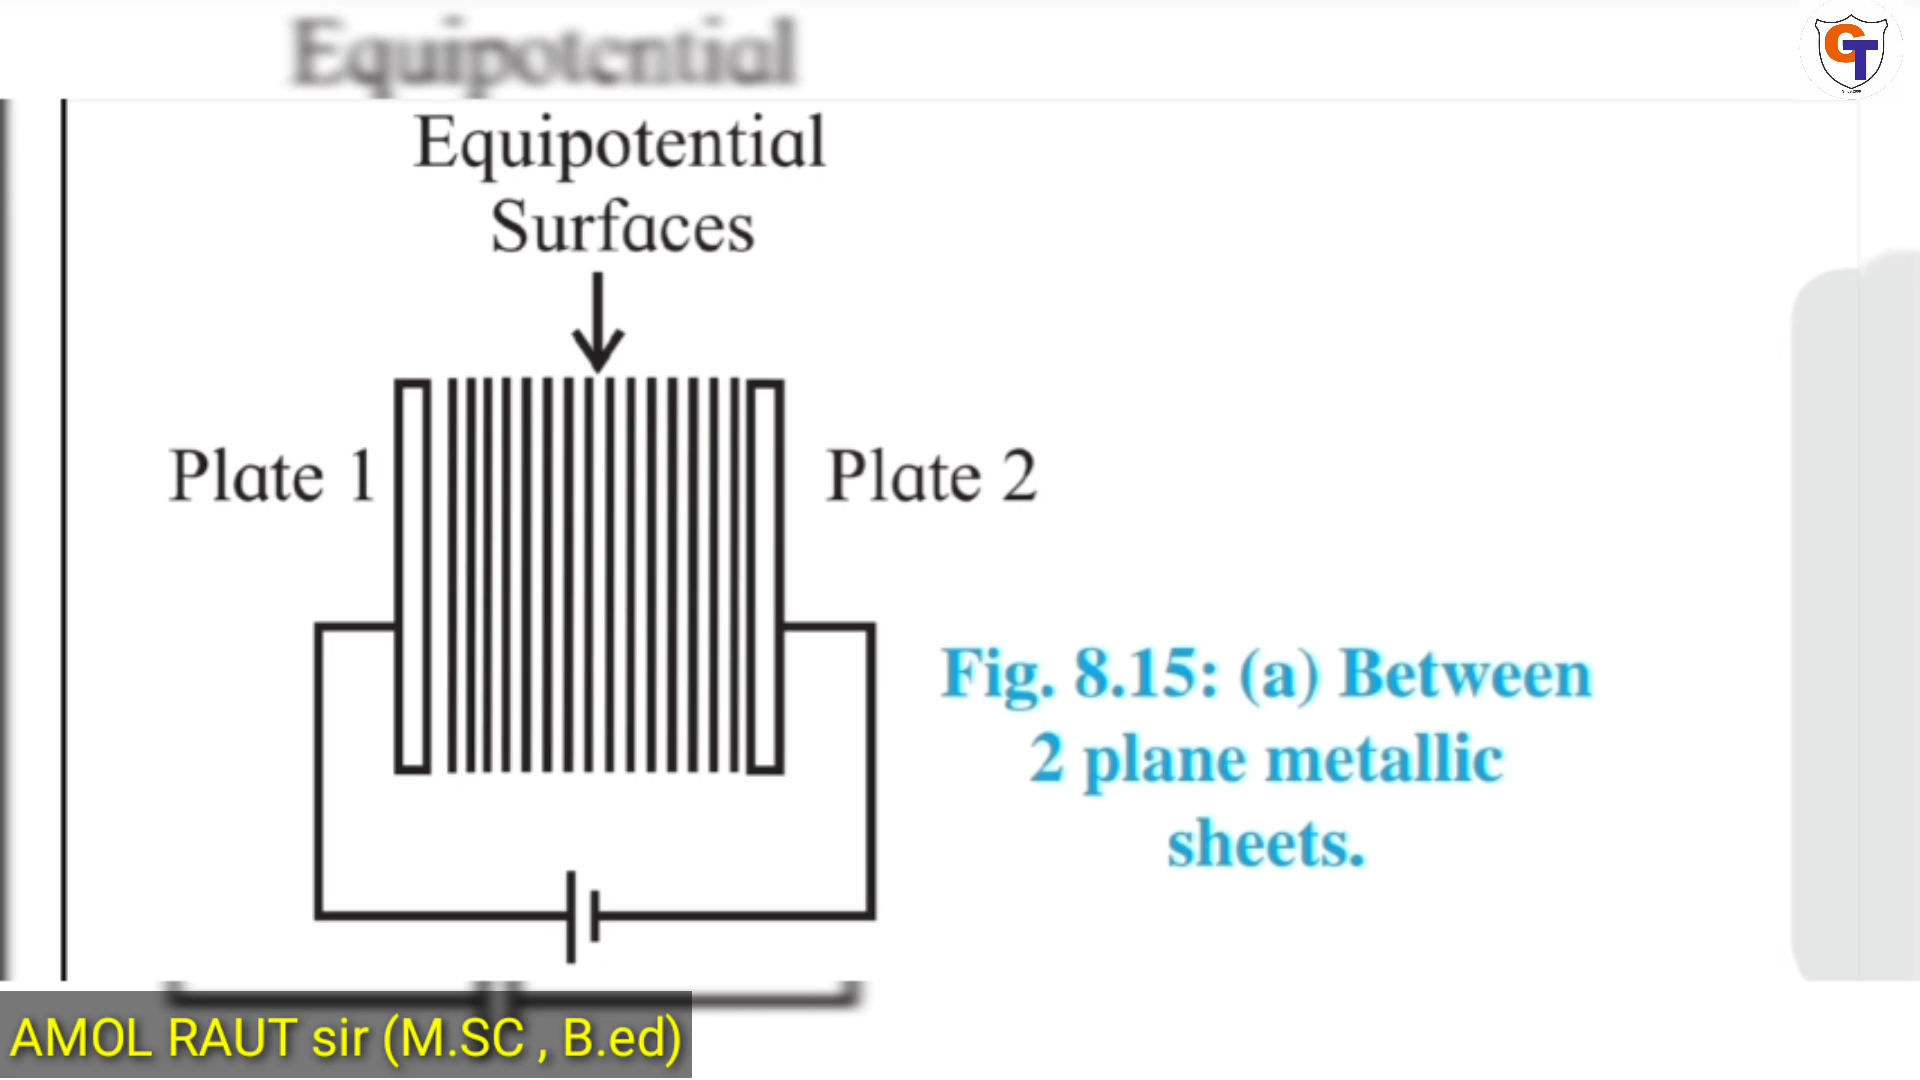 Equipotential
Equipotential
Surfaces
Plate 1
Plate 2
Fig. 8.15: (a) Between
2 plane metallic
sheets.
GT
AMOL RAUT sir (M.SC , B.ed)